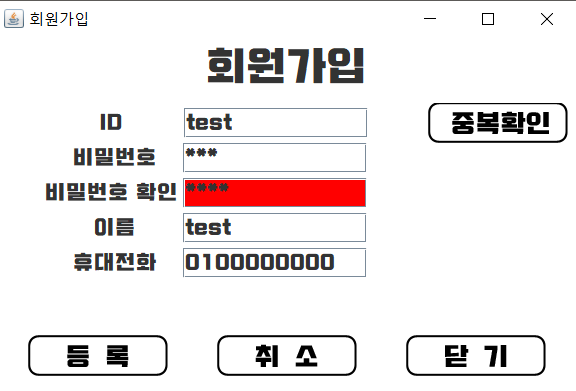 회원가입
회원가입
ID test 중복확인
비밀번호 ***
비밀번호 확인 ****
이름 test
휴대전화 0100000000
등 록 취 소 닫 기